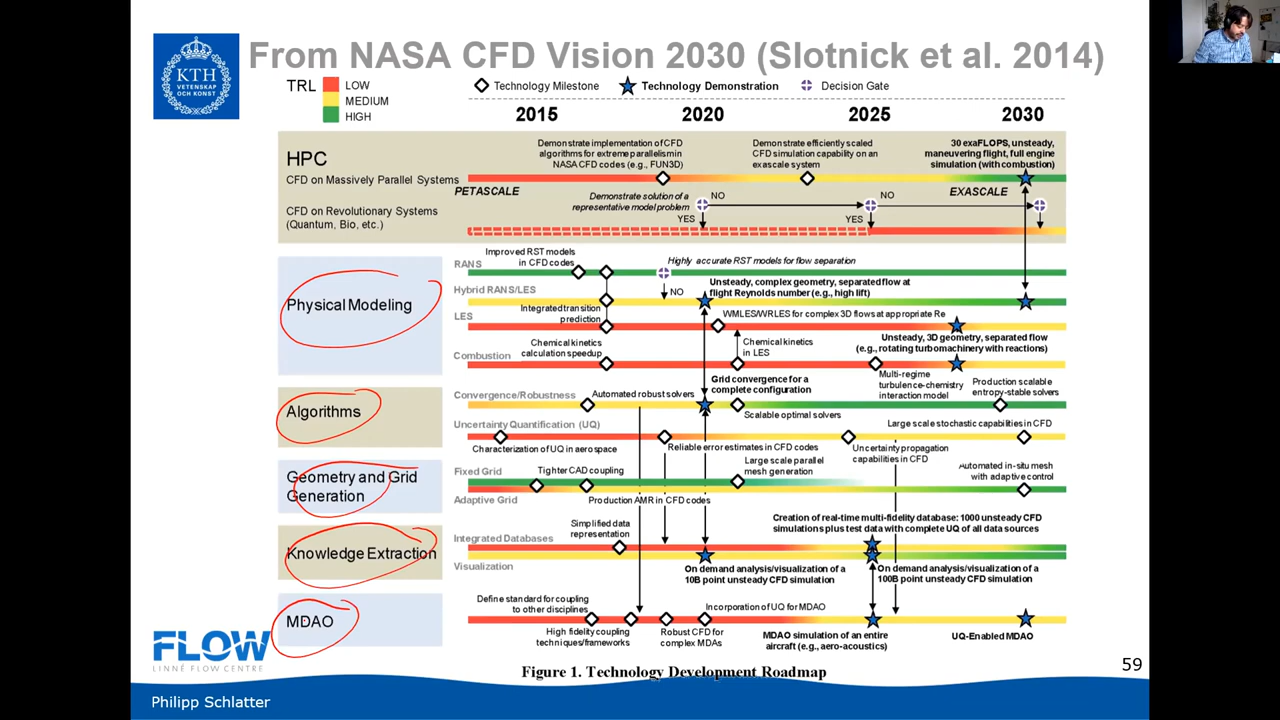 From NASA CFD Vision 2030 (Slotnick et al. 2014)
KTH
VETENSKAP
OCH KONST
TRL
LOW
MEDIUM
HIGH
Technology Milestone
Technology Demonstration
Decision Gate
2015
2020
2025
2030
HPC
CFD on Massively Parallel Systems
CFD on Revolutionary Systems
(Quantum, Bio, etc.)
Demonstrate implementation of CFD
algorithms for extreme parallelism in
NASA CFD codes (e.g., FUN3D)
Demonstrate efficiently scaled
CFD simulation capability on an
exascale system
30 exaFLOPS, unsteady,
maneuvering flight, full engine
simulation (with combustion)
PETASCALE
Demonstrate solution of a
representative model problem
NO
YES
NO
YES
EXASCALE
Physical Modeling
RANS
Improved RST models
in CFD codes
Highly accurate RST models for flow separation
Hybrid RANS/LES
NO
Unsteady, complex geometry, separated flow at
flight Reynolds number (e.g., high lift)
LES
Integrated transition
prediction
WMLES/WRLES for complex 3D flows at appropriate Re
Chemical kinetics
calculation speedup
Chemical kinetics
in LES
Unsteady, 3D geometry, separated flow
(e.g., rotating turbomachinery with reactions)
Combustion
Multi-regime
turbulence-chemistry
interaction model
Algorithms
Convergence/Robustness
Automated robust solvers
Grid convergence for a
complete configuration
Scalable optimal solvers
Production scalable
entropy-stable solvers
Uncertainty Quantification (UQ)
Characterization of UQ in aerospace
Reliable error estimates in CFD codes
Uncertainty propagation
capabilities in CFD
Large scale stochastic capabilities in CFD
Geometry and Grid
Generation
Fixed Grid
Tighter CAD coupling
Large scale parallel
mesh generation
Automated in-situ mesh
with adaptive control
Adaptive Grid
Production AMR in CFD codes
Knowledge Extraction
Integrated Databases
Simplified data
representation
Creation of real-time multi-fidelity database: 1000 unsteady CFD
simulations plus test data with complete UQ of all data sources
Visualization
On demand analysis/visualization of a
10B point unsteady CFD simulation
On demand analysis/visualization of a
100B point unsteady CFD simulation
MDAO
Define standard for coupling
to other disciplines
High fidelity coupling
techniques/frameworks
Robust CFD for
complex MDAs
Incorporation of UQ for MDAO
MDAO simulation of an entire
aircraft (e.g., aero-acoustics)
UQ-Enabled MDAO
FLOW
LINNÉ FLOW CENTRE
Figure 1. Technology Development Roadmap
59
Philipp Schlatter